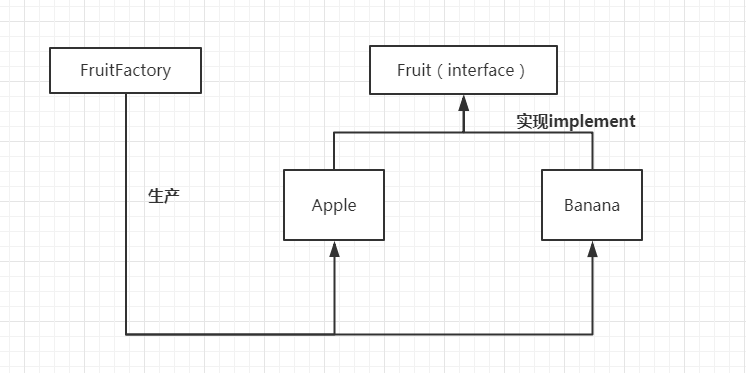 FruitFactory
Fruit（interface）
实现implement
生产
Apple
Banana